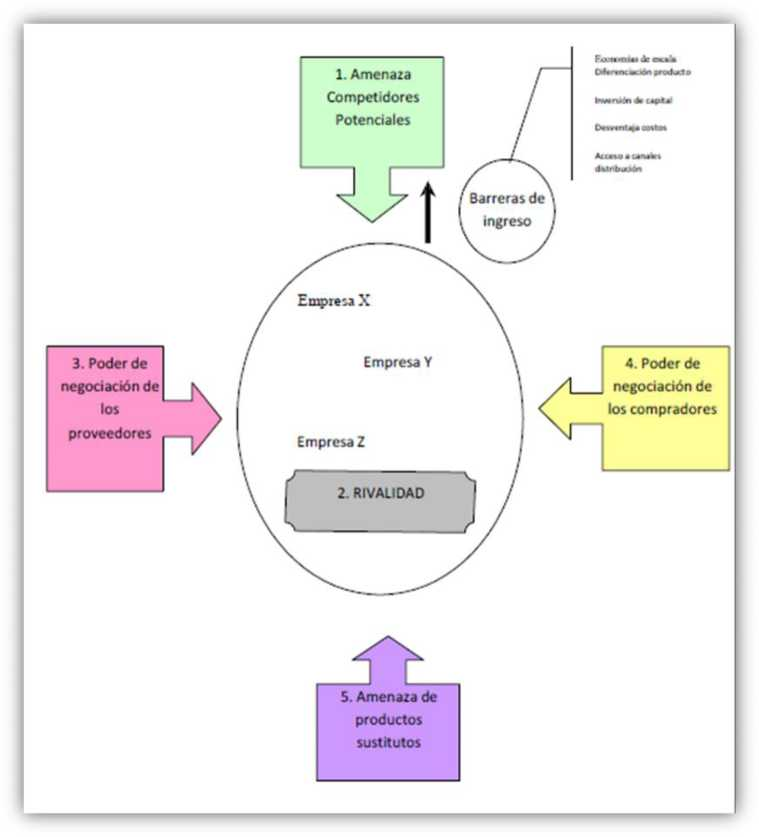 1. Amenaza
Competidores
Potenciales
Economías de escala
Diferenciación producto
Inversión de capital
Desventaja costos
Acceso a canales
distribución
Barreras de
ingreso
Empresa X
Empresa Y
Empresa Z
2. RIVALIDAD
3. Poder de
negociación de
los
proveedores
4. Poder de
negociación de
los compradores
5. Amenaza de
productos
sustitutos